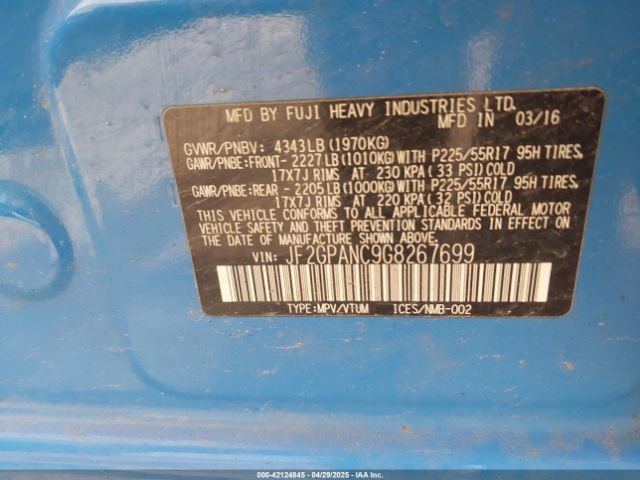 MFD BY FUJI HEAVY INDUSTRIES LTD.
MFD IN 03/16
GVWR/PNBV: 4343LB(1970KG)
GAWR/PNBE:FRONT- 2227LB(1010KG)WITH P225/55R17 95H TIRES,
17X7J RIMS AT 230 KPA( 33 PSI)COLD
GAWR/PNBE:REAR - 2205LB(1000KG)WITH P225/55R17 95H TIRES,
17X7J RIMS AT 220 KPA( 32 PSI)COLD
THIS VEHICLE CONFORMS TO ALL APPLICABLE FEDERAL MOTOR
VEHICLE SAFETY AND BUMPER STANDARDS IN EFFECT ON
THE DATE OF MANUFACTURE SHOWN ABOVE.
VIN: JF2GPANC9G8267699
TYPE:MPV/VTUM ICES/NMB-002
000-42124845 - 04/29/2025 - IAA, Inc.